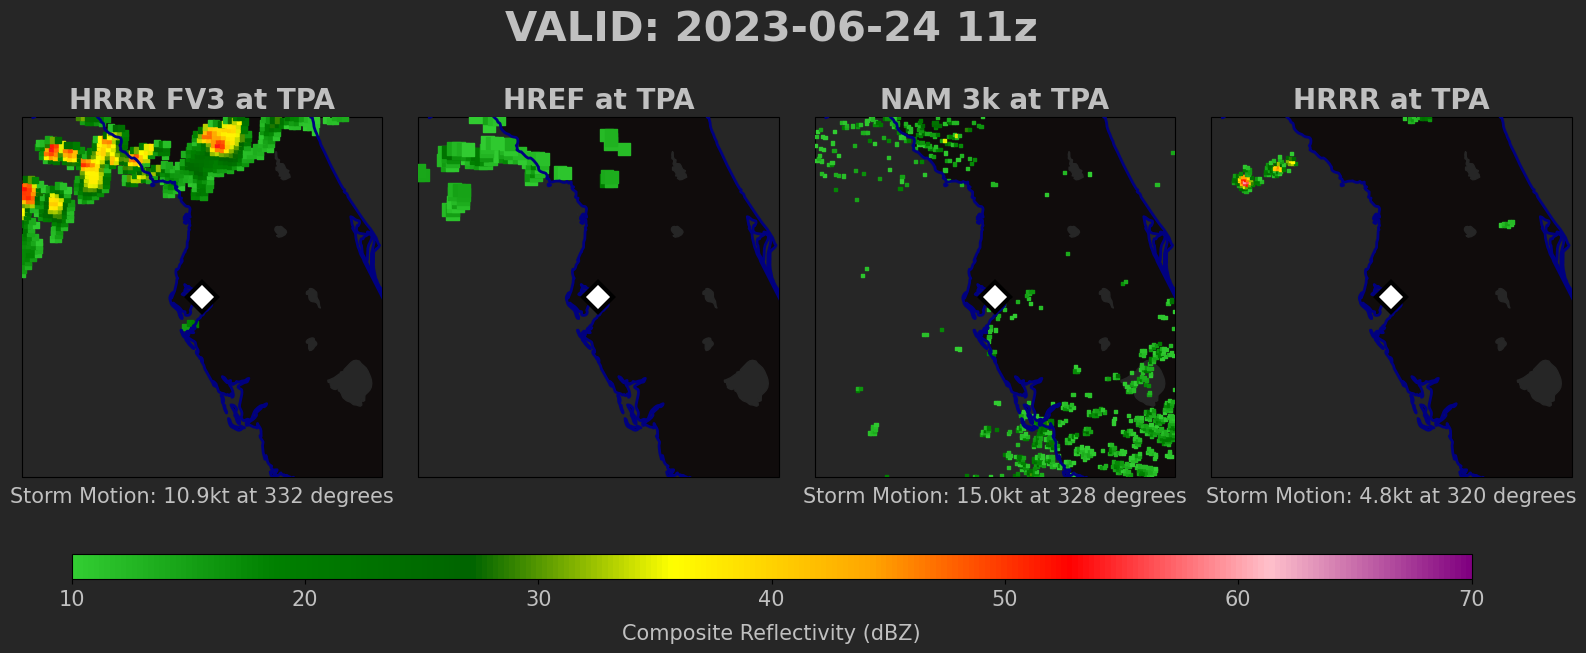 VALID: 2023-06-24 11z
HRRR FV3 at TPA
HREF at TPA
NAM 3k at TPA
HRRR at TPA
Storm Motion: 10.9kt at 332 degrees
Storm Motion: 15.0kt at 328 degrees
Storm Motion: 4.8kt at 320 degrees
10 20 30 40 50 60 70
Composite Reflectivity (dBZ)